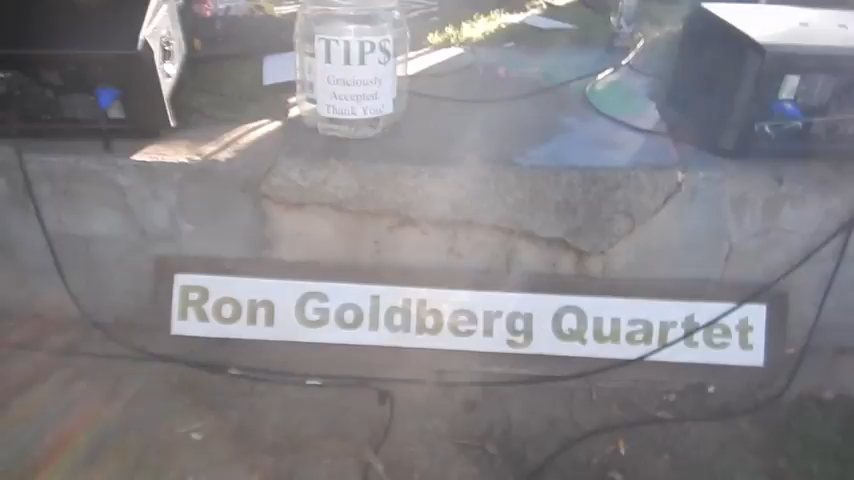 TIP$
Graciously
Accepted
Thank You!
Ron Goldberg Quartet